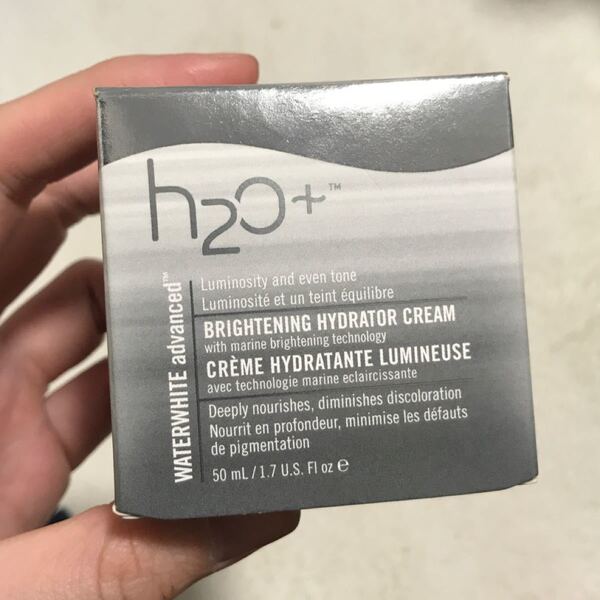 h2o+™
WATERWHITE advanced™
Luminosity and even tone
Luminosité et un teint équilibre
BRIGHTENING HYDRATOR CREAM
with marine brightening technology
CRÈME HYDRATANTE LUMINEUSE
avec technologie marine eclaircissante
Deeply nourishes, diminishes discoloration
Nourrit en profondeur, minimise les défauts
de pigmentation
50 mL / 1.7 U.S. Fl oz ℮